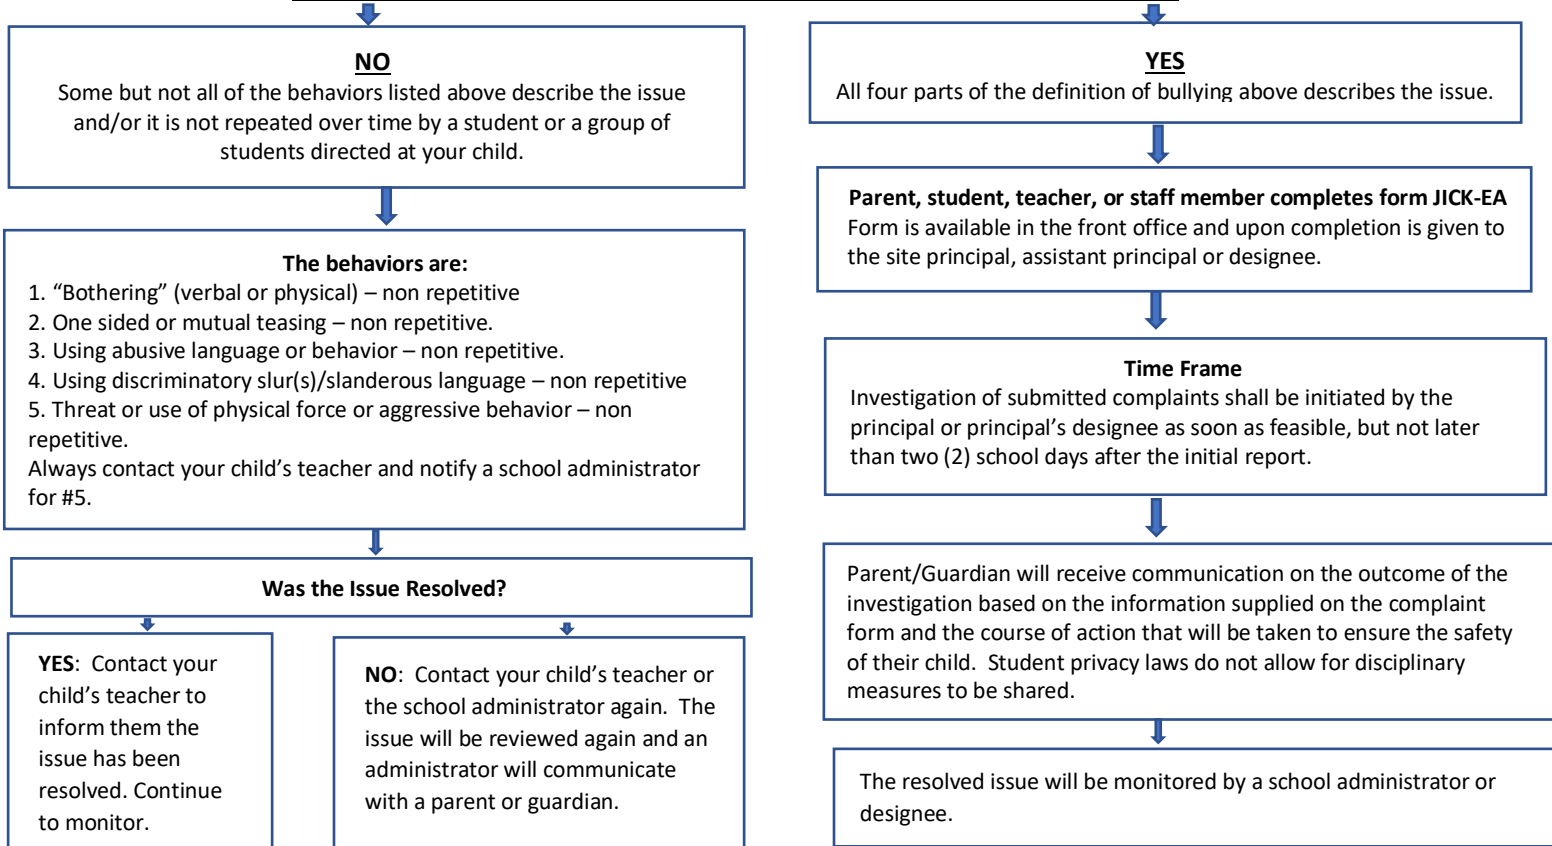 NO
Some but not all of the behaviors listed above describe the issue
and/or it is not repeated over time by a student or a group of
students directed at your child.
The behaviors are:
1. “Bothering” (verbal or physical) – non repetitive
2. One sided or mutual teasing – non repetitive.
3. Using abusive language or behavior – non repetitive.
4. Using discriminatory slur(s)/slanderous language – non repetitive
5. Threat or use of physical force or aggressive behavior – non
repetitive.
Always contact your child’s teacher and notify a school administrator
for #5.
Was the Issue Resolved?
YES:  Contact your
child’s teacher to
inform them the
issue has been
resolved. Continue
to monitor.
NO:  Contact your child’s teacher or
the school administrator again.  The
issue will be reviewed again and an
administrator will communicate
with a parent or guardian.
YES
All four parts of the definition of bullying above describes the issue.
Parent, student, teacher, or staff member completes form JICK-EA
Form is available in the front office and upon completion is given to
the site principal, assistant principal or designee.
Time Frame
Investigation of submitted complaints shall be initiated by the
principal or principal’s designee as soon as feasible, but not later
than two (2) school days after the initial report.
Parent/Guardian will receive communication on the outcome of the
investigation based on the information supplied on the complaint
form and the course of action that will be taken to ensure the safety
of their child.  Student privacy laws do not allow for disciplinary
measures to be shared.
The resolved issue will be monitored by a school administrator or
designee.